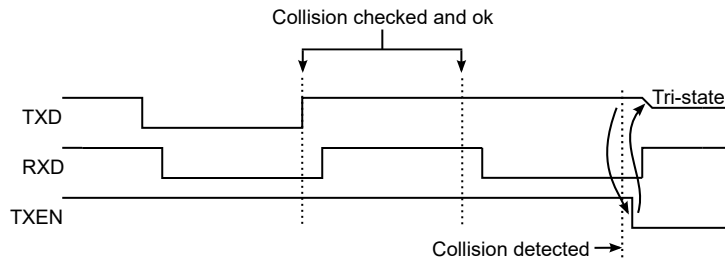 Collision checked and ok
TXD
Tri-state
RXD
TXEN
Collision detected